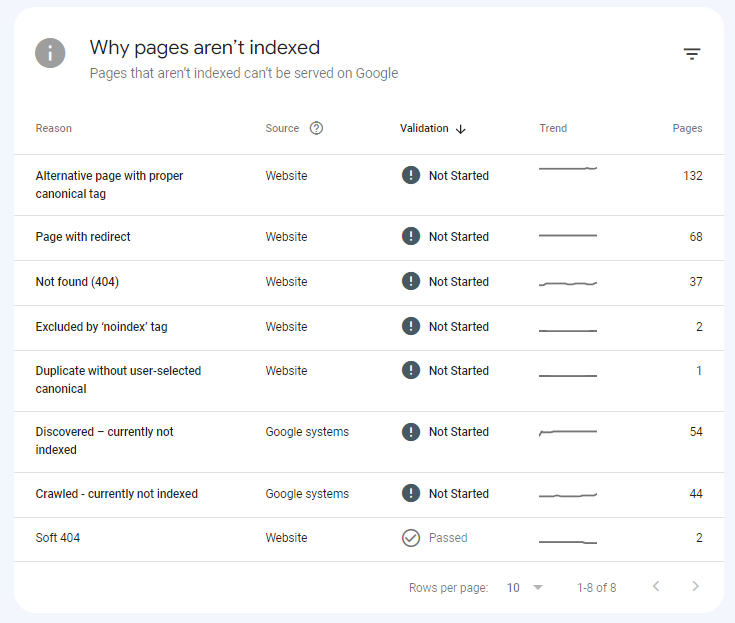 Why pages aren’t indexed
Pages that aren’t indexed can’t be served on Google
Reason Source Validation Trend Pages
Alternative page with proper canonical tag Website Not Started 132
Page with redirect Website Not Started 68
Not found (404) Website Not Started 37
Excluded by ‘noindex’ tag Website Not Started 2
Duplicate without user-selected canonical Website Not Started 1
Discovered – currently not indexed Google systems Not Started 54
Crawled - currently not indexed Google systems Not Started 44
Soft 404 Website Passed 2
Rows per page: 10 1-8 of 8